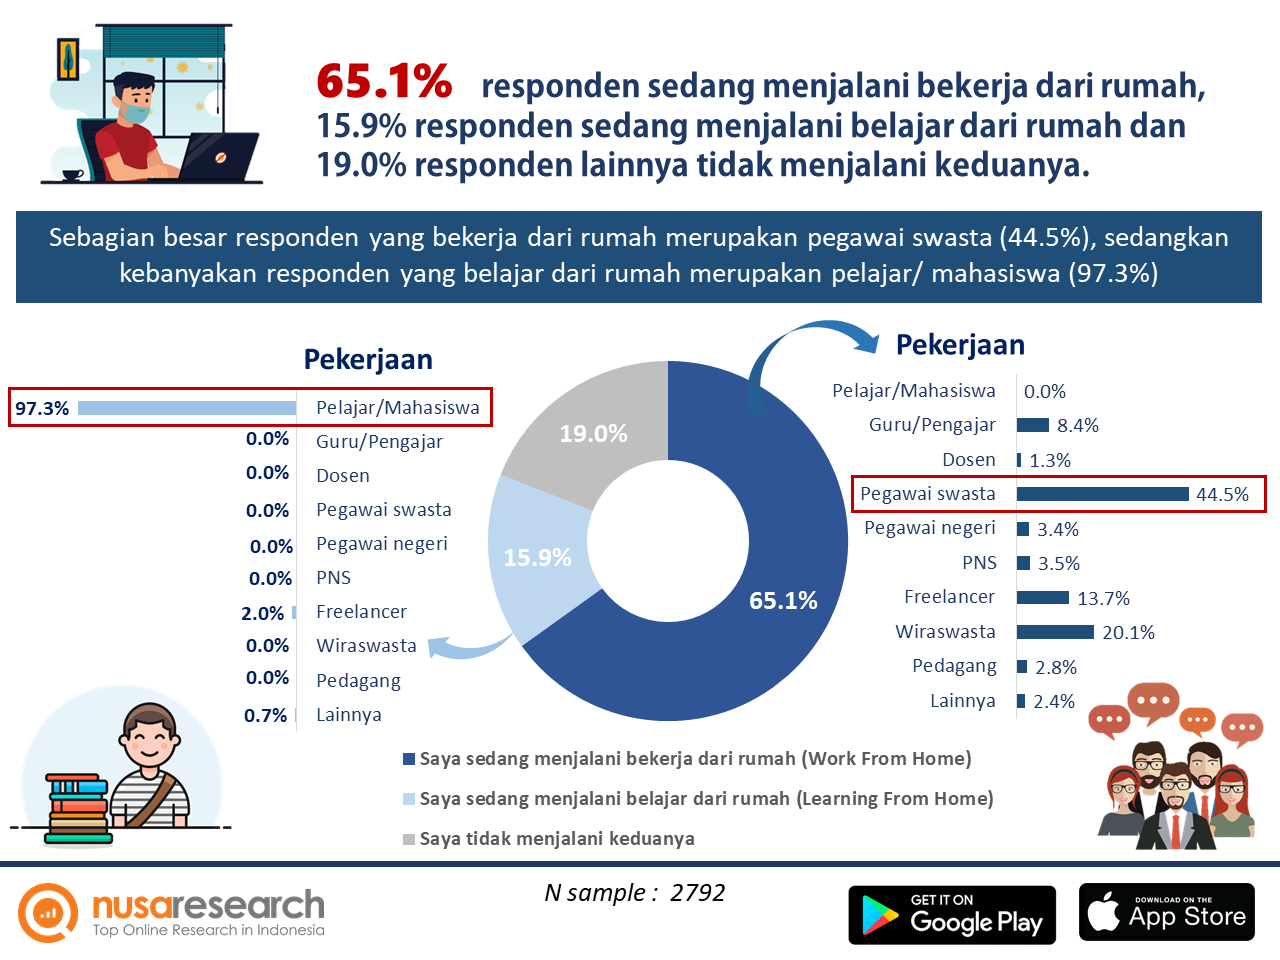 65.1% responden sedang menjalani bekerja dari rumah,
15.9% responden sedang menjalani belajar dari rumah dan
19.0% responden lainnya tidak menjalani keduanya.
Sebagian besar responden yang bekerja dari rumah merupakan pegawai swasta (44.5%), sedangkan
kebanyakan responden yang belajar dari rumah merupakan pelajar/ mahasiswa (97.3%)
Pekerjaan
97.3% Pelajar/Mahasiswa
0.0% Guru/Pengajar
0.0% Dosen
0.0% Pegawai swasta
0.0% Pegawai negeri
0.0% PNS
2.0% Freelancer
0.0% Wiraswasta
0.0% Pedagang
0.7% Lainnya
19.0%
15.9%
65.1%
Pekerjaan
Pelajar/Mahasiswa 0.0%
Guru/Pengajar 8.4%
Dosen 1.3%
Pegawai swasta 44.5%
Pegawai negeri 3.4%
PNS 3.5%
Freelancer 13.7%
Wiraswasta 20.1%
Pedagang 2.8%
Lainnya 2.4%
Saya sedang menjalani bekerja dari rumah (Work From Home)
Saya sedang menjalani belajar dari rumah (Learning From Home)
Saya tidak menjalani keduanya
nusaresearch
Top Online Research in Indonesia
N sample : 2792
GET IT ON
Google Play
DOWNLOAD ON THE
App Store